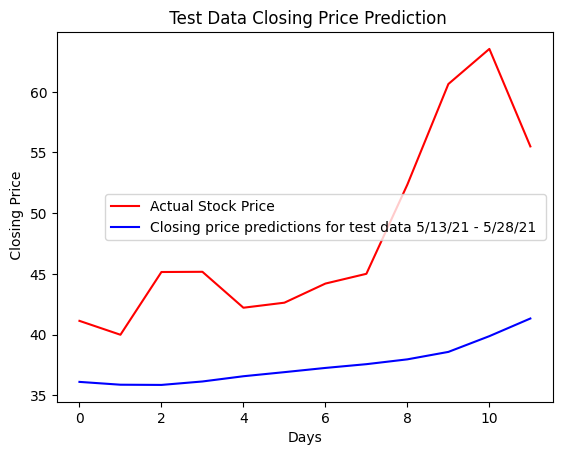 Test Data Closing Price Prediction
Closing Price
60
55
50
45
40
35
Actual Stock Price
Closing price predictions for test data 5/13/21 - 5/28/21
0
2
4
6
8
10
Days